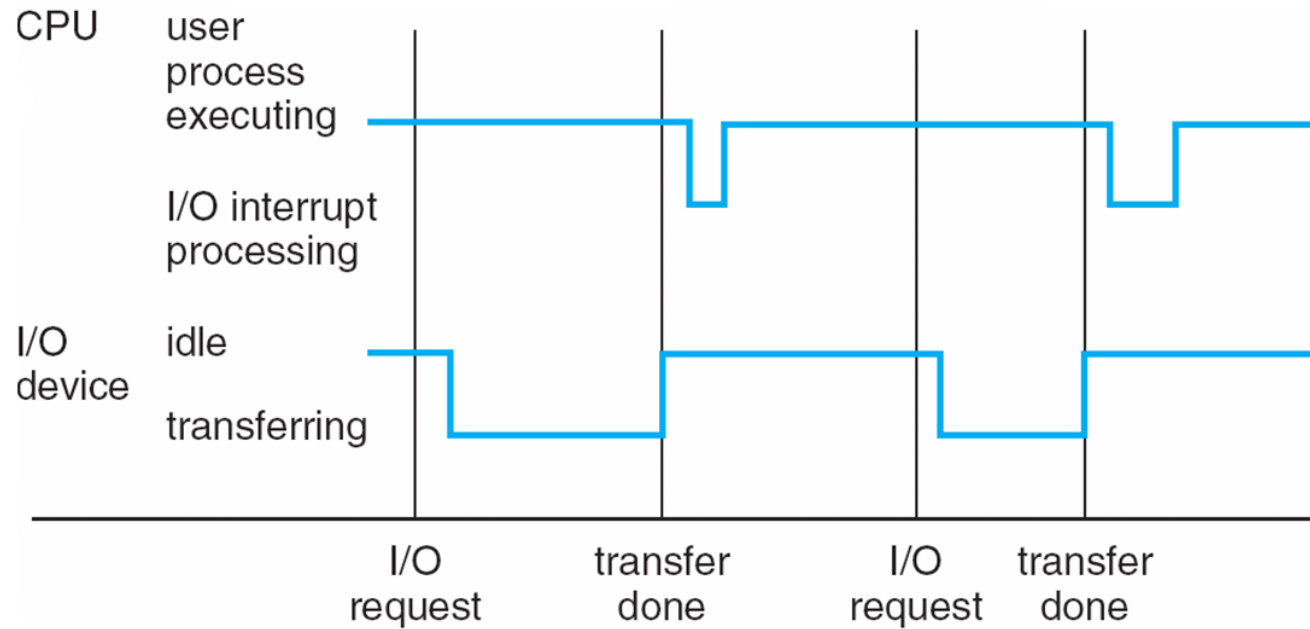 CPU
user
process
executing
I/O interrupt
processing
I/O
device
idle
transferring
I/O
request
transfer
done
I/O
request
transfer
done